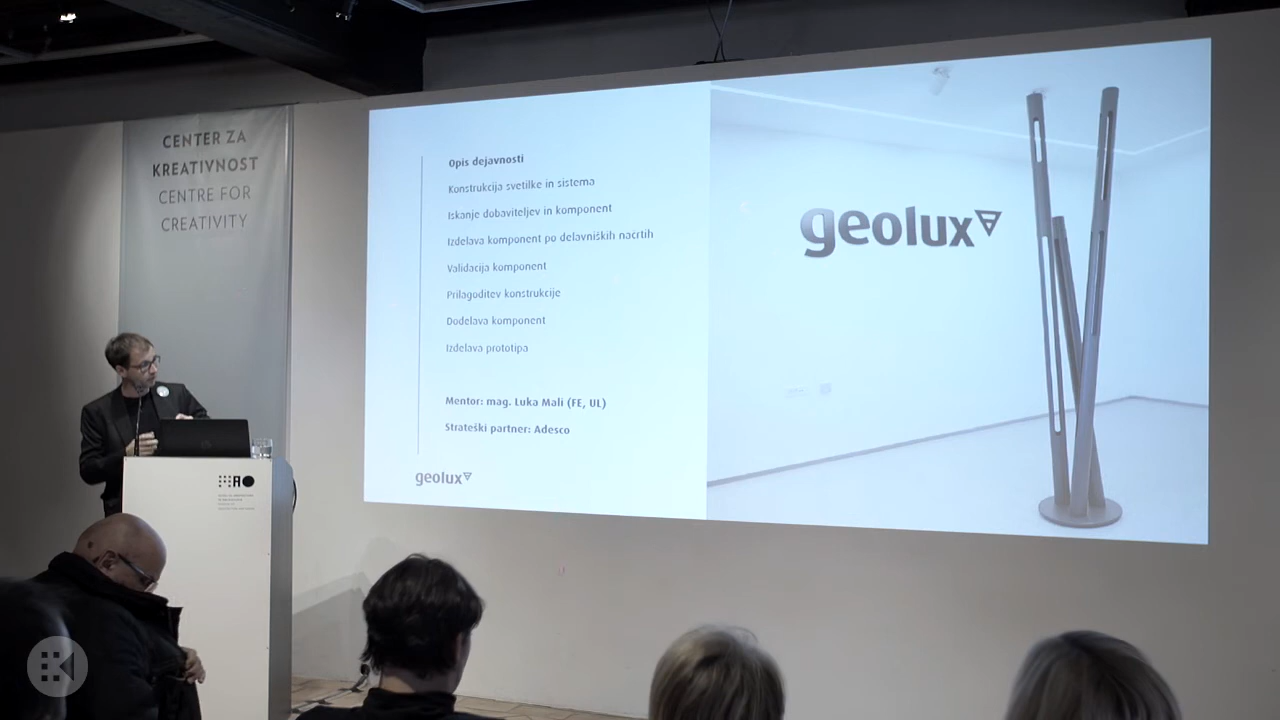 CENTER ZA
KREATIVNOST
CENTRE FOR
CREATIVITY
Opis dejavnosti
Konstrukcija svetilke in sistema
Iskanje dobaviteljev in komponent
Izdelava komponent po delavniških načrtih
Validacija komponent
Prilagoditev konstrukcije
Dodelava komponent
Izdelava prototipa
Mentor: mag. Luka Mali (FE, UL)
Strateški partner: Adesco
geolux
geolux
MAO